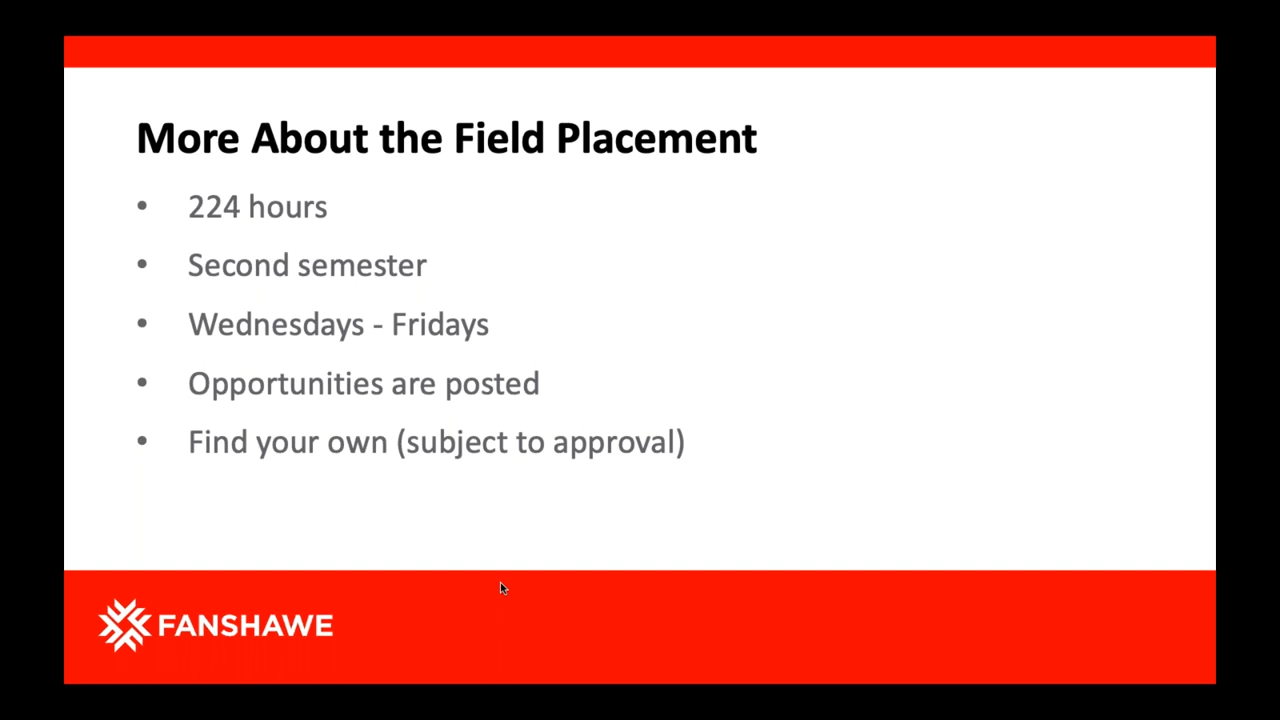 More About the Field Placement
• 224 hours
• Second semester
• Wednesdays - Fridays
• Opportunities are posted
• Find your own (subject to approval)
FANSHAWE